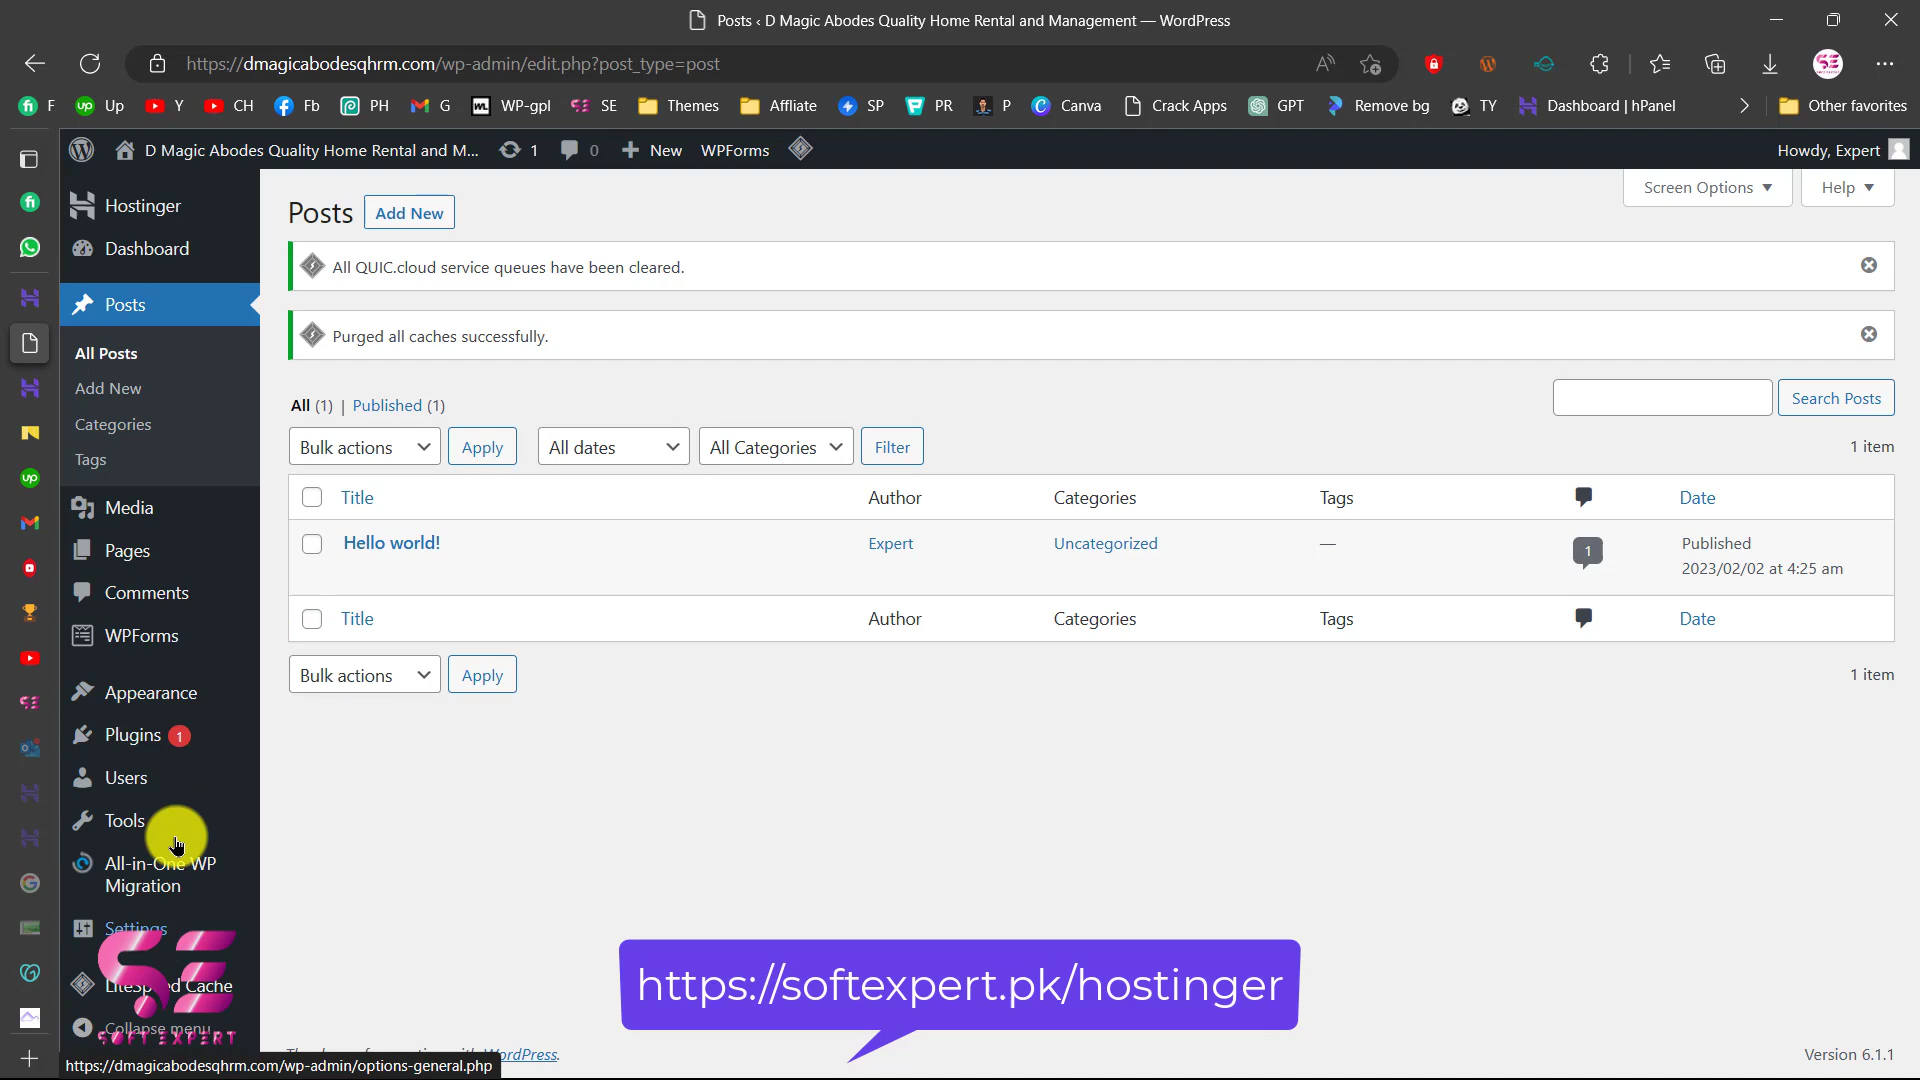 Posts ‹ D Magic Abodes Quality Home Rental and Management — WordPress
https://dmagicabodesqhrm.com/wp-admin/edit.php?post_type=post
F Up Y CH Fb PH G WP-gpl SE Themes Affliate SP PR P Canva Crack Apps GPT Remove bg TY Dashboard | hPanel Other favorites
D Magic Abodes Quality Home Rental and M... 1 0 New WPForms Howdy, Expert
Hostinger
Dashboard
Posts
All Posts
Add New
Categories
Tags
Media
Pages
Comments
WPForms
Appearance
Plugins 1
Users
Tools
All-in-One WP
Migration
Settings
LiteSpeed Cache
Collapse menu
SE
SOFT EXPERT
Screen Options Help
Posts Add New
All QUIC.cloud service queues have been cleared.
Purged all caches successfully.
All (1) | Published (1)
Search Posts
Bulk actions Apply All dates All Categories Filter 1 item
Title Author Categories Tags Date
Hello world! Expert Uncategorized — 1 Published
2023/02/02 at 4:25 am
Title Author Categories Tags Date
Bulk actions Apply 1 item
https://softexpert.pk/hostinger
WordPress.
Version 6.1.1
https://dmagicabodesqhrm.com/wp-admin/options-general.php